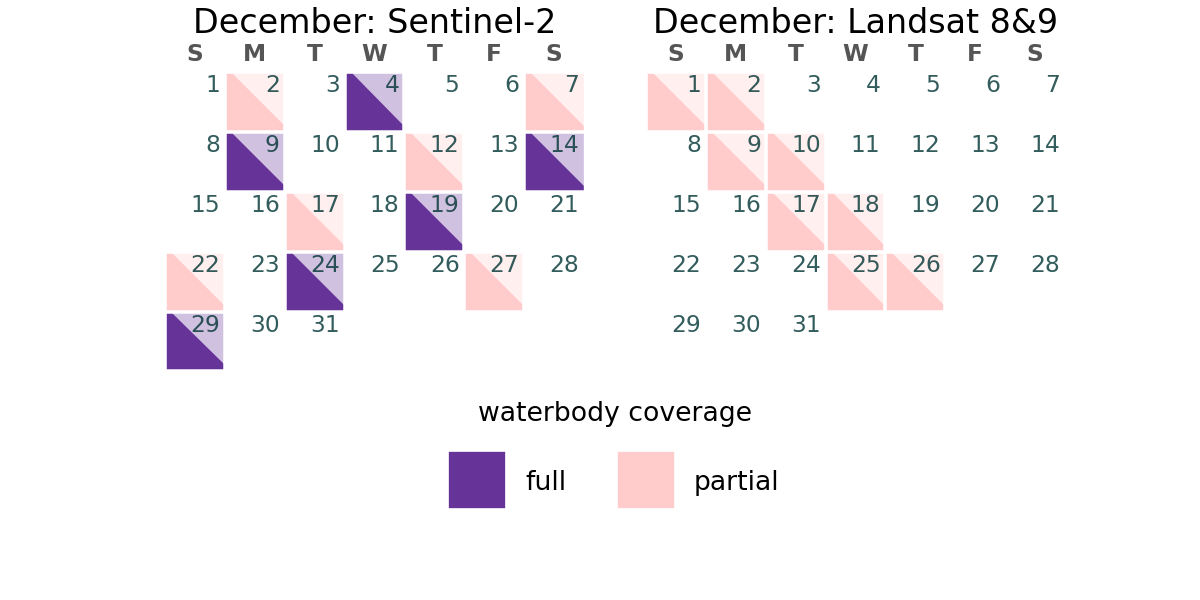 December: Sentinel-2
S M T W T F S
1 2 3 4 5 6 7
8 9 10 11 12 13 14
15 16 17 18 19 20 21
22 23 24 25 26 27 28
29 30 31
December: Landsat 8&9
S M T W T F S
1 2 3 4 5 6 7
8 9 10 11 12 13 14
15 16 17 18 19 20 21
22 23 24 25 26 27 28
29 30 31
waterbody coverage
full partial